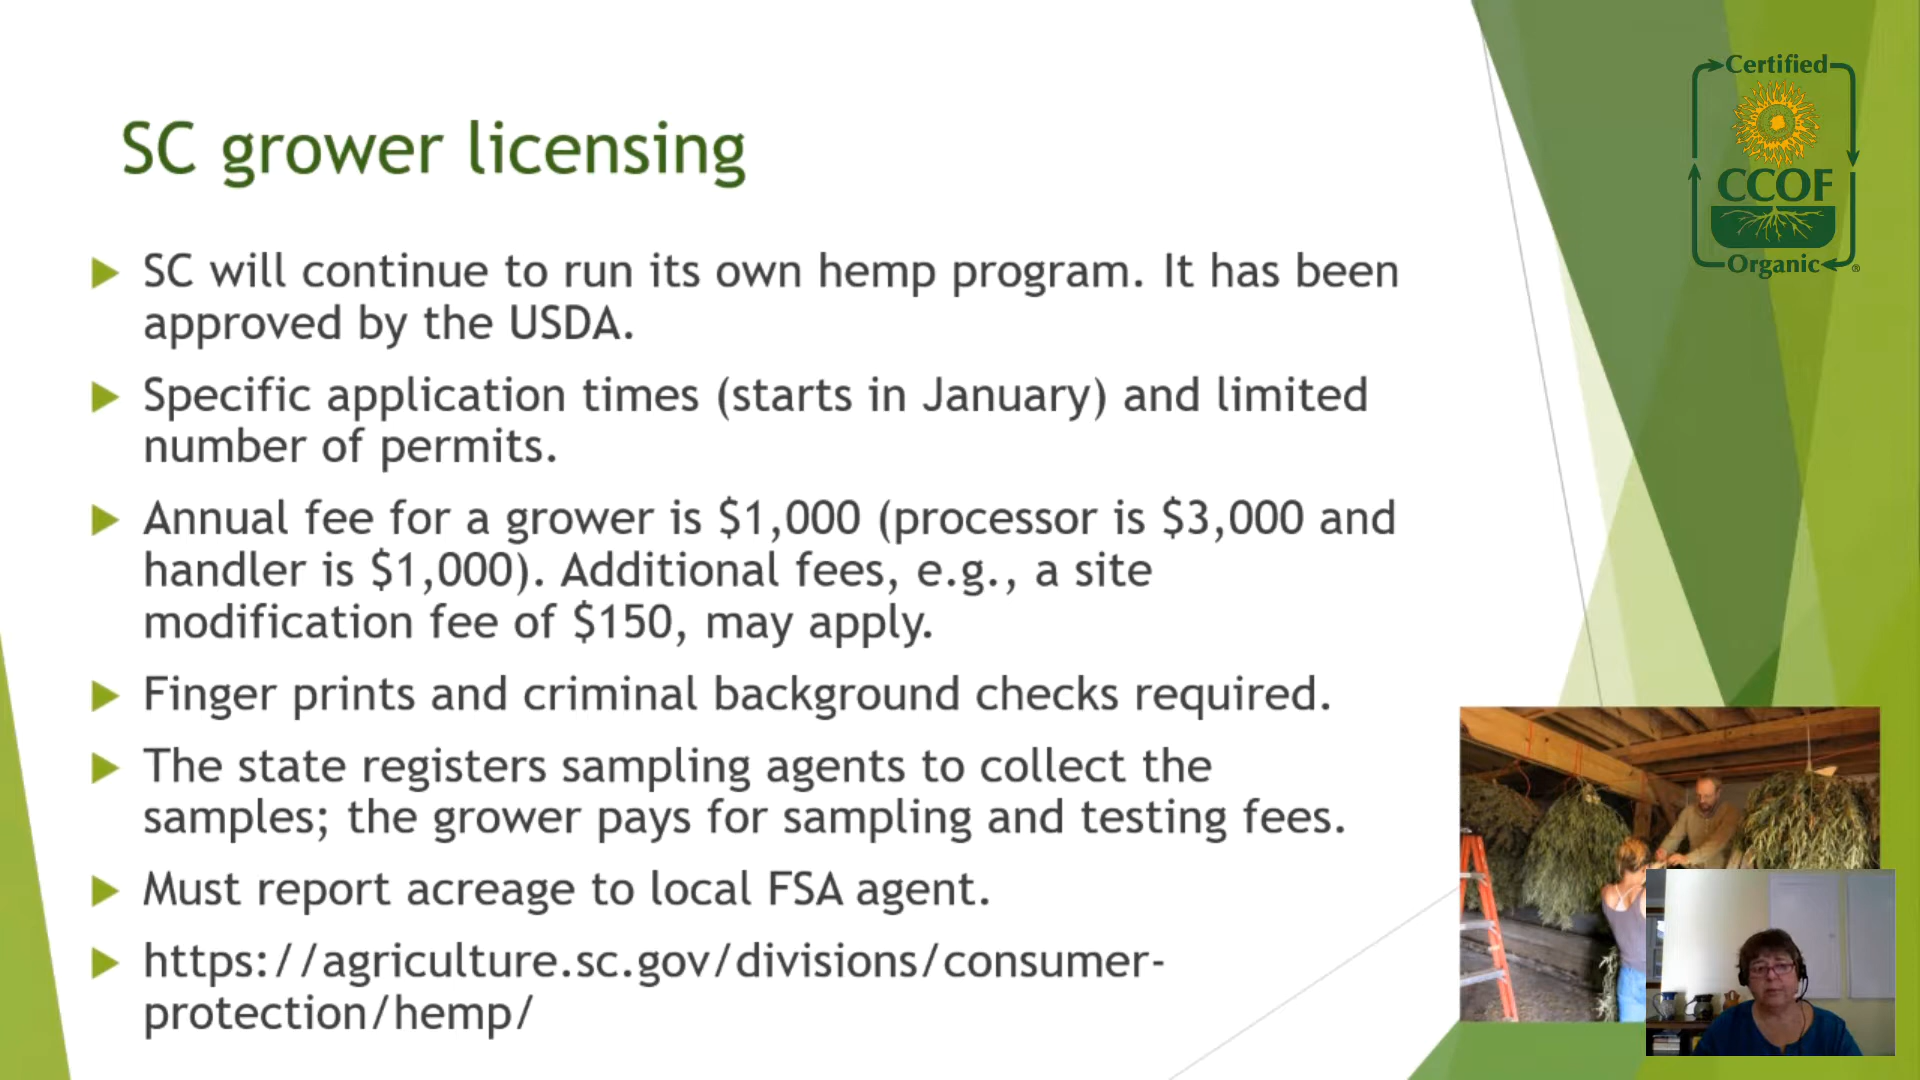 SC grower licensing
SC will continue to run its own hemp program. It has been
approved by the USDA.
Specific application times (starts in January) and limited
number of permits.
Annual fee for a grower is $1,000 (processor is $3,000 and
handler is $1,000). Additional fees, e.g., a site
modification fee of $150, may apply.
Finger prints and criminal background checks required.
The state registers sampling agents to collect the
samples; the grower pays for sampling and testing fees.
Must report acreage to local FSA agent.
https://agriculture.sc.gov/divisions/consumer-
protection/hemp/
Certified
CCOF
Organic
®